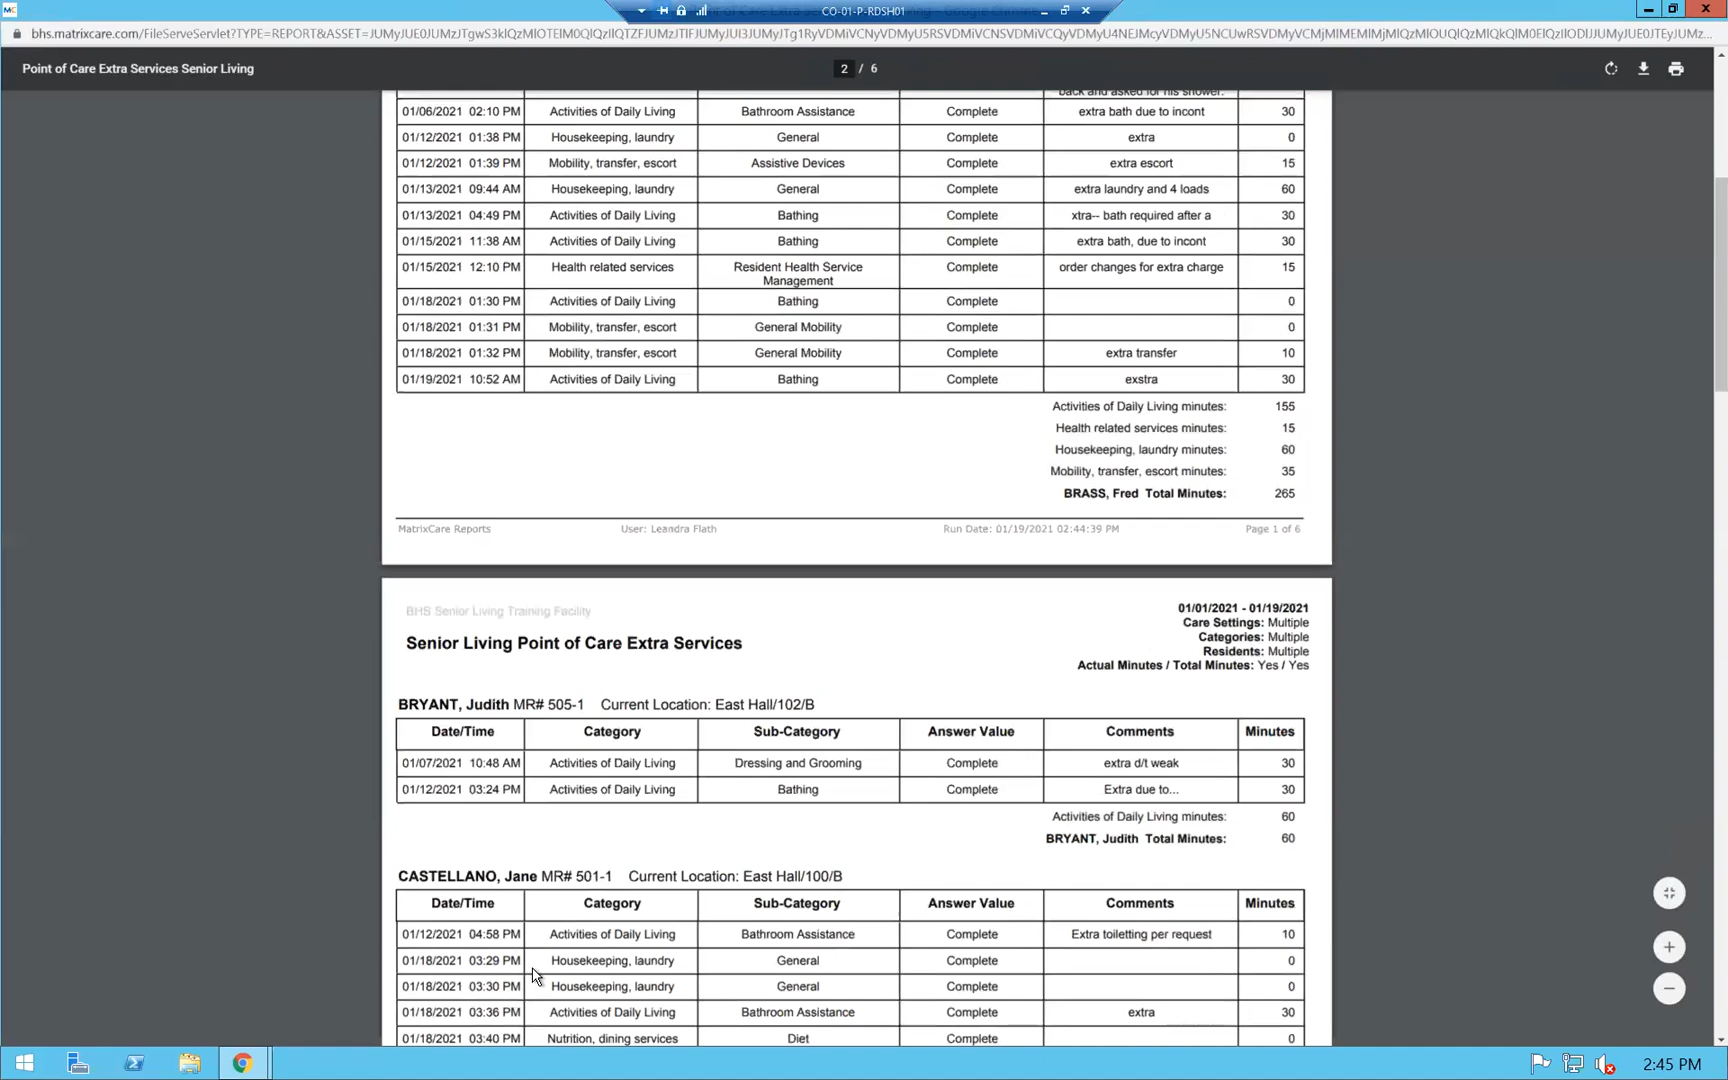 CO-01-P-RDSH01
Point of Care Extra Services Senior Living
2 / 6
back and asked for his shower.
01/06/2021 02:10 PM Activities of Daily Living Bathroom Assistance Complete extra bath due to incont 30
01/12/2021 01:38 PM Housekeeping, laundry General Complete extra 0
01/12/2021 01:39 PM Mobility, transfer, escort Assistive Devices Complete extra escort 15
01/13/2021 09:44 AM Housekeeping, laundry General Complete extra laundry and 4 loads 60
01/13/2021 04:49 PM Activities of Daily Living Bathing Complete xtra-- bath required after a 30
01/15/2021 11:38 AM Activities of Daily Living Bathing Complete extra bath, due to incont 30
01/15/2021 12:10 PM Health related services Resident Health Service Complete order changes for extra charge 15
Management
01/18/2021 01:30 PM Activities of Daily Living Bathing Complete 0
01/18/2021 01:31 PM Mobility, transfer, escort General Mobility Complete 0
01/18/2021 01:32 PM Mobility, transfer, escort General Mobility Complete extra transfer 10
01/19/2021 10:52 AM Activities of Daily Living Bathing Complete exstra 30
Activities of Daily Living minutes: 155
Health related services minutes: 15
Housekeeping, laundry minutes: 60
Mobility, transfer, escort minutes: 35
BRASS, Fred Total Minutes: 265
MatrixCare Reports User: Leandra Flath Run Date: 01/19/2021 02:44:39 PM Page 1 of 6
BHS Senior Living Training Facility
01/01/2021 - 01/19/2021
Care Settings: Multiple
Senior Living Point of Care Extra Services
Categories: Multiple
Residents: Multiple
Actual Minutes / Total Minutes: Yes / Yes
BRYANT, Judith MR# 505-1 Current Location: East Hall/102/B
Date/Time Category Sub-Category Answer Value Comments Minutes
01/07/2021 10:48 AM Activities of Daily Living Dressing and Grooming Complete extra d/t weak 30
01/12/2021 03:24 PM Activities of Daily Living Bathing Complete Extra due to... 30
Activities of Daily Living minutes: 60
BRYANT, Judith Total Minutes: 60
CASTELLANO, Jane MR# 501-1 Current Location: East Hall/100/B
Date/Time Category Sub-Category Answer Value Comments Minutes
01/12/2021 04:58 PM Activities of Daily Living Bathroom Assistance Complete Extra toiletting per request 10
01/18/2021 03:29 PM Housekeeping, laundry General Complete 0
01/18/2021 03:30 PM Housekeeping, laundry General Complete 0
01/18/2021 03:36 PM Activities of Daily Living Bathroom Assistance Complete extra 30
01/18/2021 03:40 PM Nutrition, dining services Diet Complete 0
2:45 PM